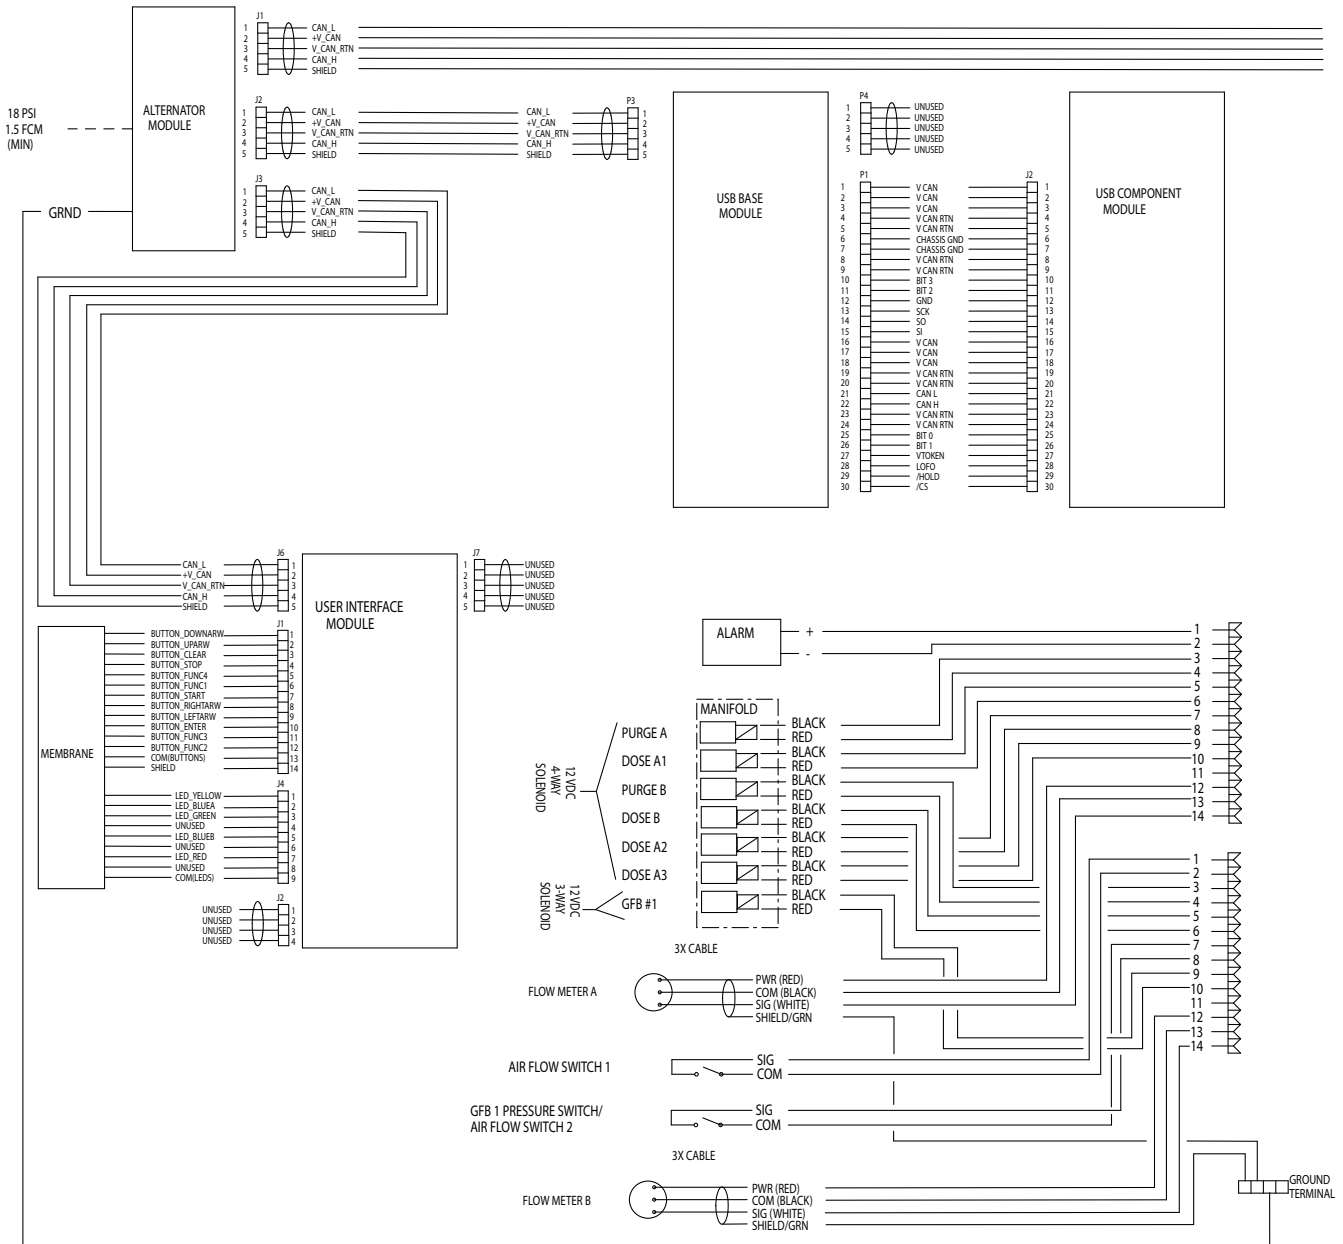 J1
1 CAN_L
2 +V_CAN
3 V_CAN_RTN
4 CAN_H
5 SHIELD
ALTERNATOR
MODULE
18 PSI
1.5 FCM
(MIN)
J2
1 CAN_L
2 +V_CAN
3 V_CAN_RTN
4 CAN_H
5 SHIELD
P3
CAN_L 1
+V_CAN 2
V_CAN_RTN 3
CAN_H 4
SHIELD 5
J3
1 CAN_L
2 +V_CAN
3 V_CAN_RTN
4 CAN_H
5 SHIELD
GRND
USB BASE
MODULE
P4
1 UNUSED
2 UNUSED
3 UNUSED
4 UNUSED
5 UNUSED
USB COMPONENT
MODULE
P1 J2
1 V CAN 1
2 V CAN 2
3 V CAN 3
4 V CAN RTN 4
5 V CAN RTN 5
6 CHASSIS GND 6
7 CHASSIS GND 7
8 V CAN RTN 8
9 V CAN RTN 9
10 BIT 3 10
11 BIT 2 11
12 GND 12
13 SCK 13
14 SO 14
15 SI 15
16 V CAN 16
17 V CAN 17
18 V CAN 18
19 V CAN RTN 19
20 V CAN RTN 20
21 CAN L 21
22 CAN H 22
23 V CAN RTN 23
24 V CAN RTN 24
25 BIT 0 25
26 BIT 1 26
27 VTOKEN 27
28 LOFO 28
29 /HOLD 29
30 /CS 30
J6
CAN_L 1
+V_CAN 2
V_CAN_RTN 3
CAN_H 4
SHIELD 5
USER INTERFACE
MODULE
J7
1 UNUSED
2 UNUSED
3 UNUSED
4 UNUSED
5 UNUSED
MEMBRANE
J1
BUTTON_DOWNARW 1
BUTTON_UPARW 2
BUTTON_CLEAR 3
BUTTON_STOP 4
BUTTON_FUNC4 5
BUTTON_FUNC1 6
BUTTON_START 7
BUTTON_RIGHTARW 8
BUTTON_LEFTARW 9
BUTTON_ENTER 10
BUTTON_FUNC3 11
BUTTON_FUNC2 12
COM(BUTTONS) 13
SHIELD 14
J4
LED_YELLOW 1
LED_BLUEA 2
LED_GREEN 3
UNUSED 4
LED_BLUEB 5
UNUSED 6
LED_RED 7
UNUSED 8
COM(LEDS) 9
J2
UNUSED 1
UNUSED 2
UNUSED 3
UNUSED 4
ALARM
+
-
MANIFOLD
12 VDC
4-WAY
SOLENOID
PURGE A
BLACK
RED
DOSE A1
BLACK
RED
PURGE B
BLACK
RED
DOSE B
BLACK
RED
DOSE A2
BLACK
RED
DOSE A3
BLACK
RED
12 VDC
3-WAY
SOLENOID
GFB #1
BLACK
RED
1
2
3
4
5
6
7
8
9
10
11
12
13
14
1
2
3
4
5
6
7
8
9
10
11
12
13
14
3X CABLE
FLOW METER A
PWR (RED)
COM (BLACK)
SIG (WHITE)
SHIELD/GRN
AIR FLOW SWITCH 1
SIG
COM
GFB 1 PRESSURE SWITCH/
AIR FLOW SWITCH 2
SIG
COM
3X CABLE
FLOW METER B
PWR (RED)
COM (BLACK)
SIG (WHITE)
SHIELD/GRN
GROUND
TERMINAL